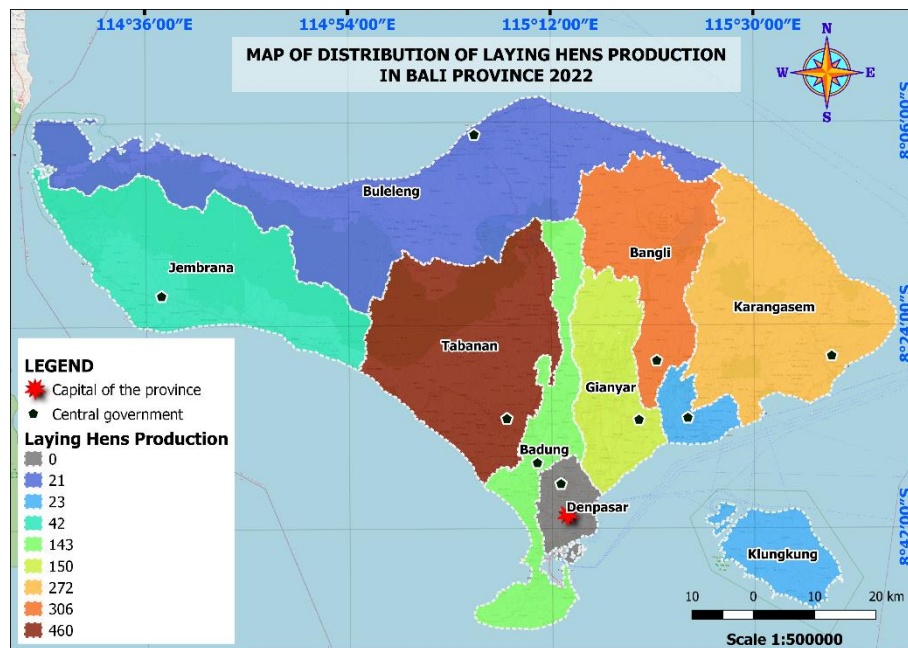 114°36′00″E 114°54′00″E 115°12′00″E 115°30′00″E
MAP OF DISTRIBUTION OF LAYING HENS PRODUCTION
IN BALI PROVINCE 2022
N
W E
S
8°06′00″S
Buleleng
Jembrana
Bangli
Karangasem
Tabanan
8°24′00″S
Gianyar
Badung
Denpasar
8°42′00″S
Klungkung
LEGEND
Capital of the province
Central government
Laying Hens Production
0
21
23
42
143
150
272
306
460
10 0 10 20 km
Scale 1:500000